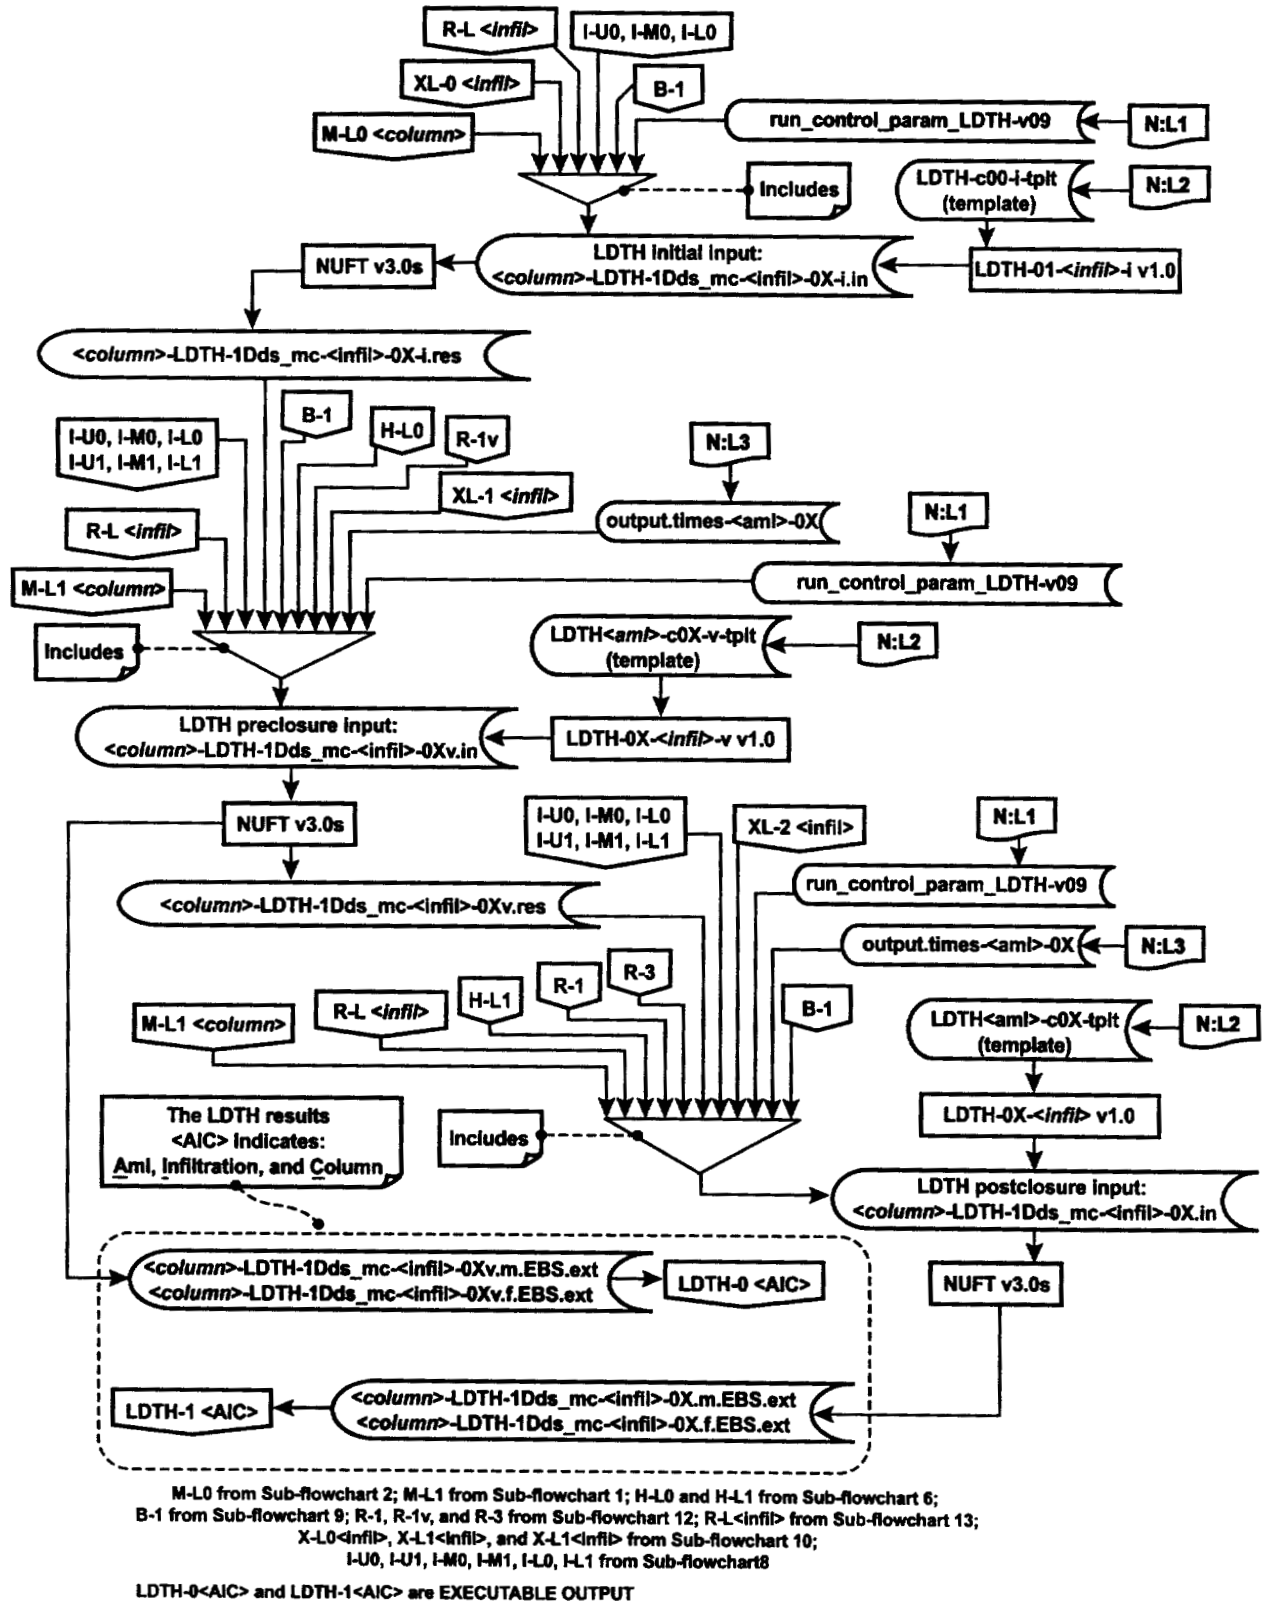 R-L <infil>
I-U0, I-M0, I-L0
XL-0 <infil>
B-1
M-L0 <column>
run_control_param_LDTH-v09
N:L1
Includes
LDTH-c00-i-tplt
(template)
N:L2
LDTH initial input:
<column>-LDTH-1Dds_mc-<infil>-0X-i.in
NUFT v3.0s
LDTH-01-<infil>-i v1.0
<column>-LDTH-1Dds_mc-<infil>-0X-i.res
B-1
I-U0, I-M0, I-L0
I-U1, I-M1, I-L1
H-L0
R-1v
N:L3
XL-1 <infil>
R-L <infil>
output.times-<aml>-0X
N:L1
M-L1 <column>
run_control_param_LDTH-v09
Includes
LDTH<aml>-c0X-v-tplt
(template)
N:L2
LDTH preclosure input:
<column>-LDTH-1Dds_mc-<infil>-0Xv.in
LDTH-0X-<infil>-v v1.0
NUFT v3.0s
I-U0, I-M0, I-L0
I-U1, I-M1, I-L1
XL-2 <infil>
N:L1
run_control_param_LDTH-v09
<column>-LDTH-1Dds_mc-<infil>-0Xv.res
output.times-<aml>-0X
N:L3
R-3
R-1
H-L1
R-L <infil>
M-L1 <column>
B-1
LDTH<aml>-c0X-tplt
(template)
N:L2
LDTH-0X-<infil> v1.0
The LDTH results
<AIC> indicates:
Aml, Infiltration, and Column
Includes
LDTH postclosure input:
<column>-LDTH-1Dds_mc-<infil>-0X.in
<column>-LDTH-1Dds_mc-<infil>-0Xv.m.EBS.ext
<column>-LDTH-1Dds_mc-<infil>-0Xv.f.EBS.ext
LDTH-0 <AIC>
NUFT v3.0s
LDTH-1 <AIC>
<column>-LDTH-1Dds_mc-<infil>-0X.m.EBS.ext
<column>-LDTH-1Dds_mc-<infil>-0X.f.EBS.ext
M-L0 from Sub-flowchart 2; M-L1 from Sub-flowchart 1; H-L0 and H-L1 from Sub-flowchart 6;
B-1 from Sub-flowchart 9; R-1, R-1v, and R-3 from Sub-flowchart 12; R-L<infil> from Sub-flowchart 13;
X-L0<infil>, X-L1<infil>, and X-L1<infil> from Sub-flowchart 10;
I-U0, I-U1, I-M0, I-M1, I-L0, I-L1 from Sub-flowchart8
LDTH-0<AIC> and LDTH-1<AIC> are EXECUTABLE OUTPUT